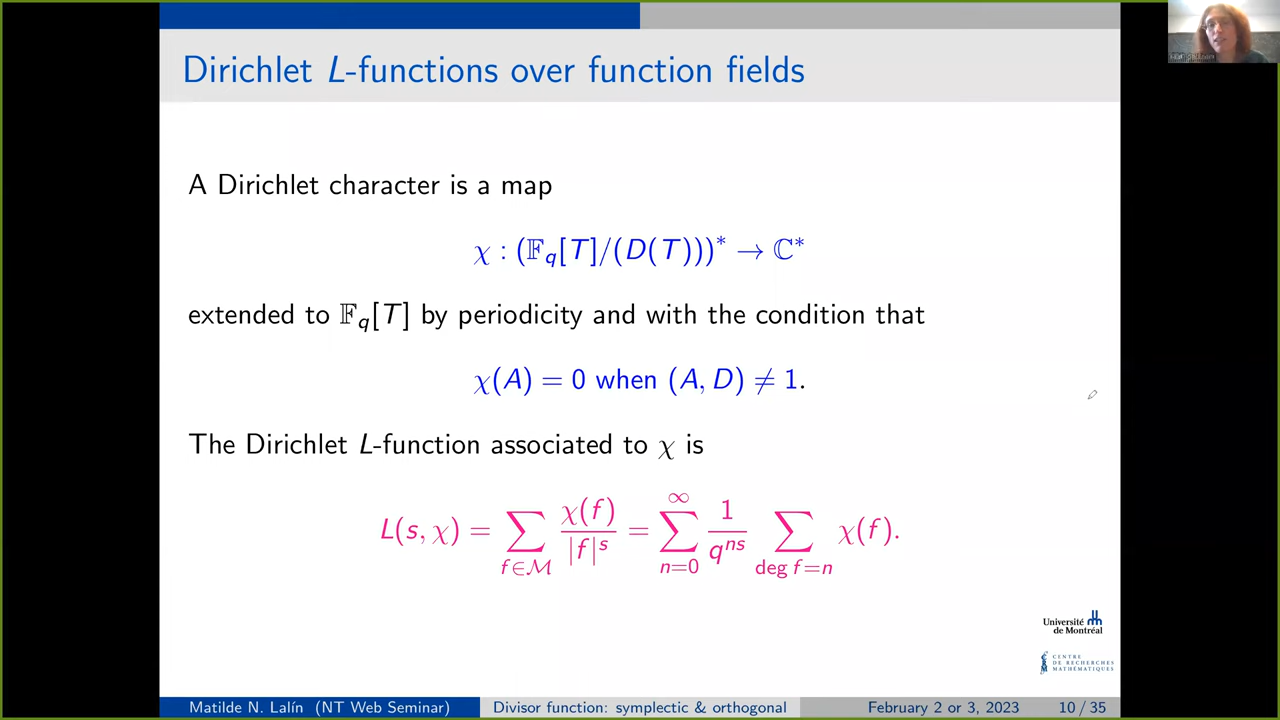 Dirichlet L-functions over function fields
A Dirichlet character is a map
χ : (𝔽_q[T]/(D(T)))* → ℂ*
extended to 𝔽_q[T] by periodicity and with the condition that
χ(A) = 0 when (A, D) ≠ 1.
The Dirichlet L-function associated to χ is
L(s, χ) = ∑_{f∈ℳ} χ(f)/|f|^s = ∑_{n=0}^{∞} 1/q^{ns} ∑_{deg f=n} χ(f).
Université
de Montréal
CENTRE
DE RECHERCHES
MATHÉMATIQUES
Matilde N. Lalín (NT Web Seminar) Divisor function: symplectic & orthogonal February 2 or 3, 2023 10 / 35